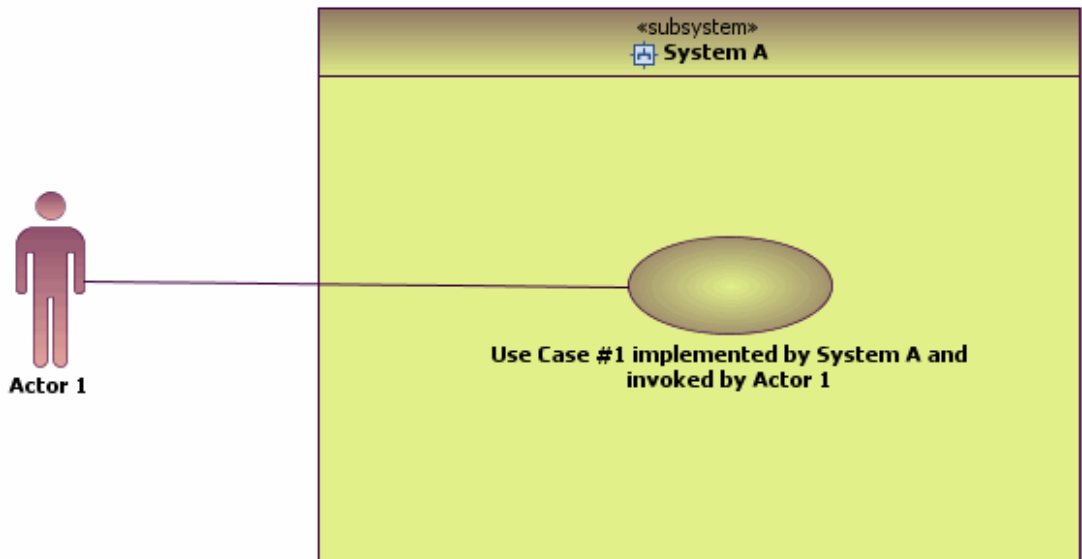 «subsystem»
System A
Actor 1
Use Case #1 implemented by System A and
invoked by Actor 1